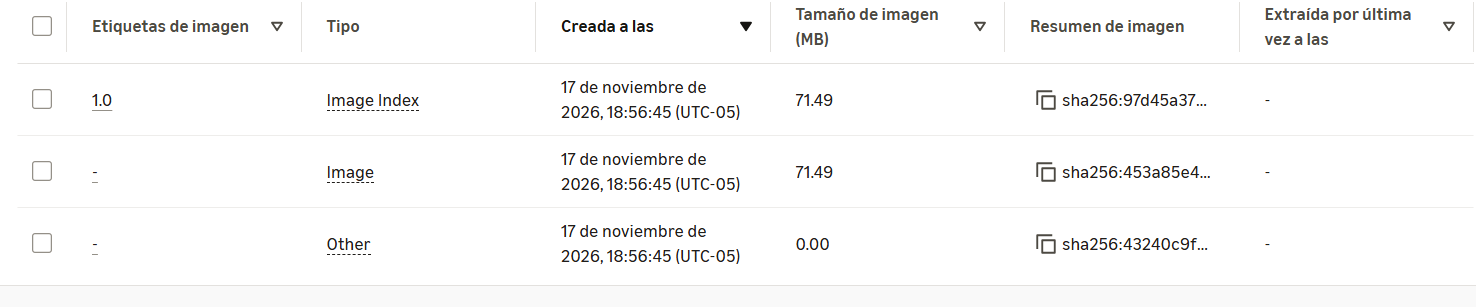 Etiquetas de imagen Tipo Creada a las Tamaño de imagen (MB) Resumen de imagen Extraída por última vez a las
1.0 Image Index 17 de noviembre de 2026, 18:56:45 (UTC-05) 71.49 sha256:97d45a37... -
- Image 17 de noviembre de 2026, 18:56:45 (UTC-05) 71.49 sha256:453a85e4... -
- Other 17 de noviembre de 2026, 18:56:45 (UTC-05) 0.00 sha256:43240c9f... -